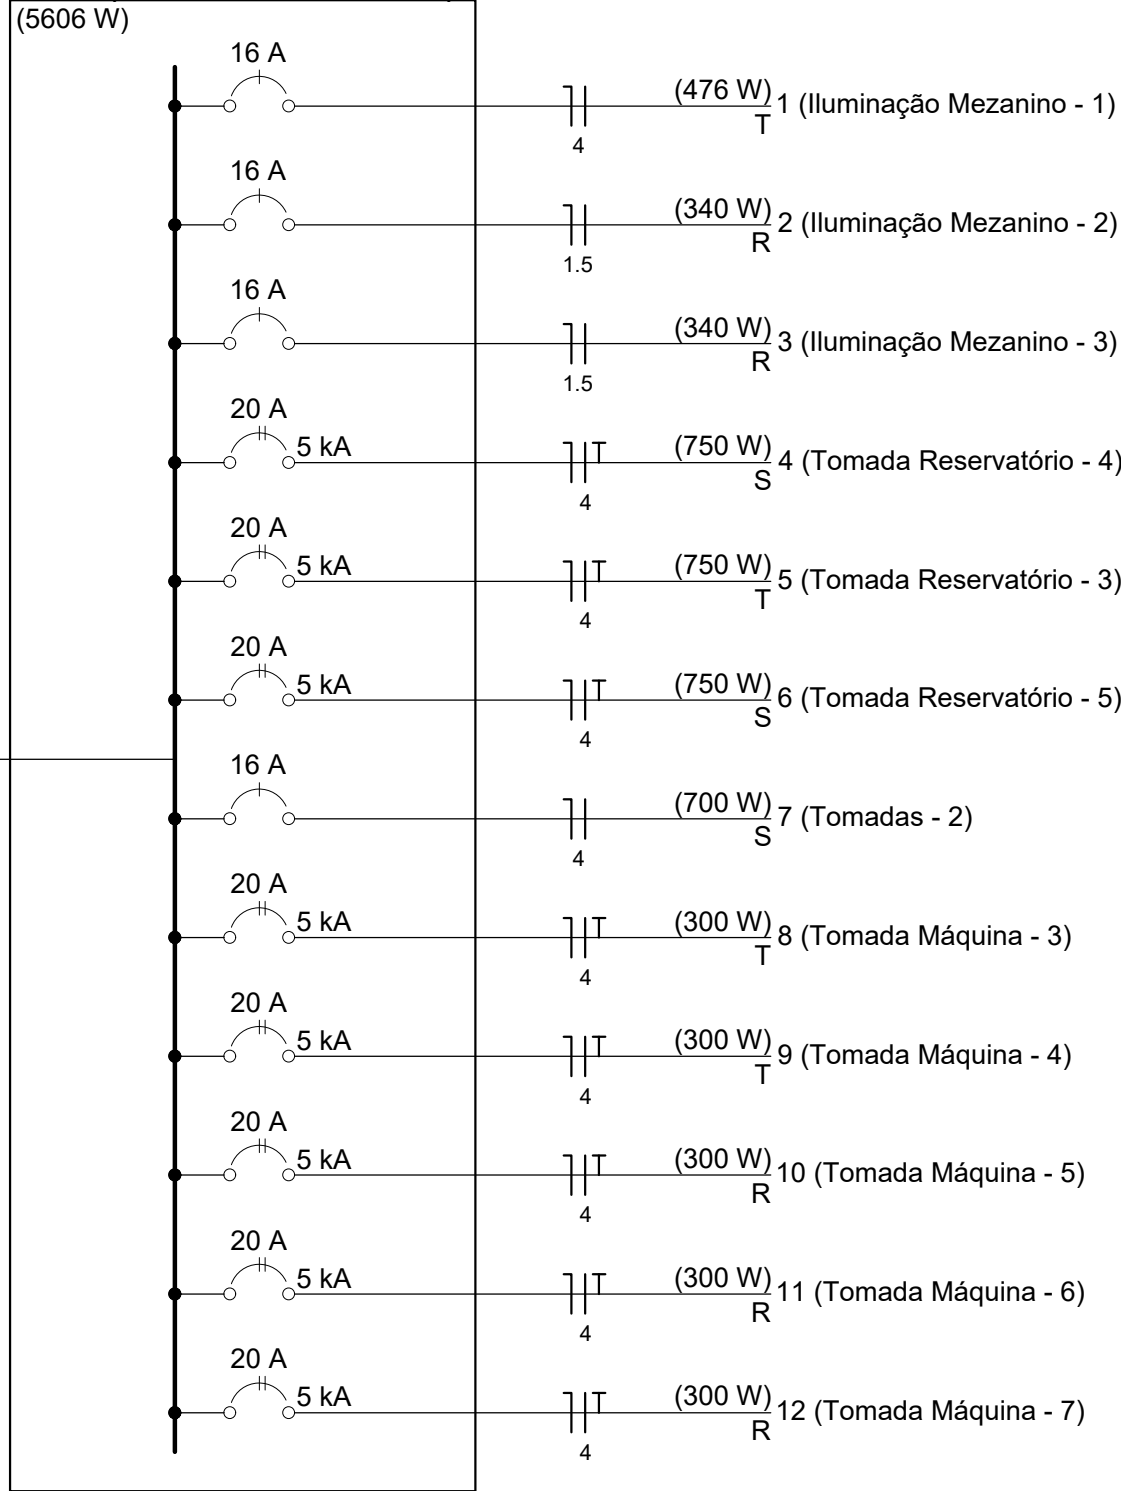 (5606 W)
16 A
(476 W) 1 (Iluminação Mezanino - 1)
T
4
16 A
(340 W) 2 (Iluminação Mezanino - 2)
R
1.5
16 A
(340 W) 3 (Iluminação Mezanino - 3)
R
1.5
20 A
5 kA T (750 W) 4 (Tomada Reservatório - 4)
S
4
20 A
5 kA T (750 W) 5 (Tomada Reservatório - 3)
T
4
20 A
5 kA T (750 W) 6 (Tomada Reservatório - 5)
S
4
16 A
(700 W) 7 (Tomadas - 2)
S
4
20 A
5 kA T (300 W) 8 (Tomada Máquina - 3)
T
4
20 A
5 kA T (300 W) 9 (Tomada Máquina - 4)
T
4
20 A
5 kA T (300 W) 10 (Tomada Máquina - 5)
R
4
20 A
5 kA T (300 W) 11 (Tomada Máquina - 6)
R
4
20 A
5 kA T (300 W) 12 (Tomada Máquina - 7)
R
4